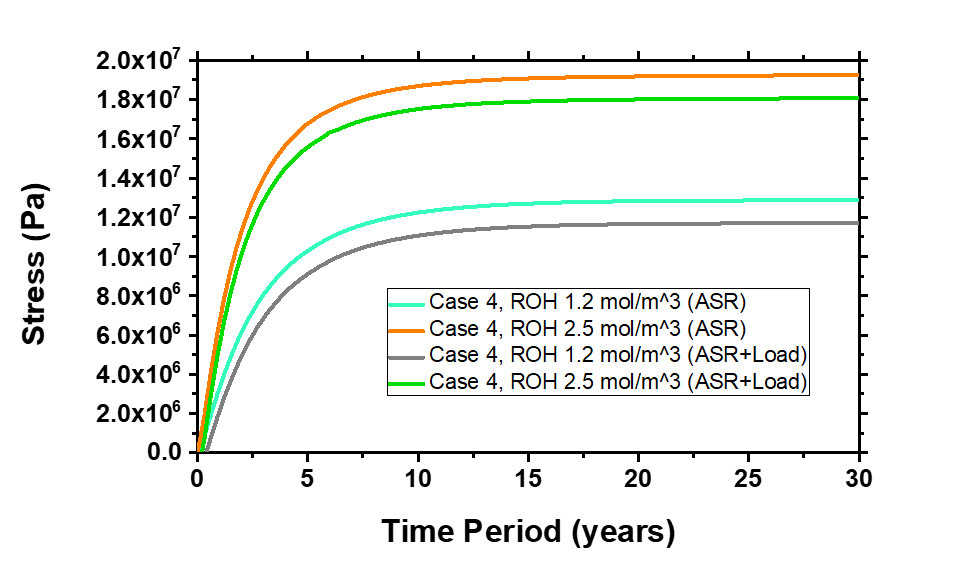 Stress (Pa)
2.0x10^7
1.8x10^7
1.6x10^7
1.4x10^7
1.2x10^7
1.0x10^7
8.0x10^6
6.0x10^6
4.0x10^6
2.0x10^6
0.0
Case 4, ROH 1.2 mol/m^3 (ASR)
Case 4, ROH 2.5 mol/m^3 (ASR)
Case 4, ROH 1.2 mol/m^3 (ASR+Load)
Case 4, ROH 2.5 mol/m^3 (ASR+Load)
0 5 10 15 20 25 30
Time Period (years)